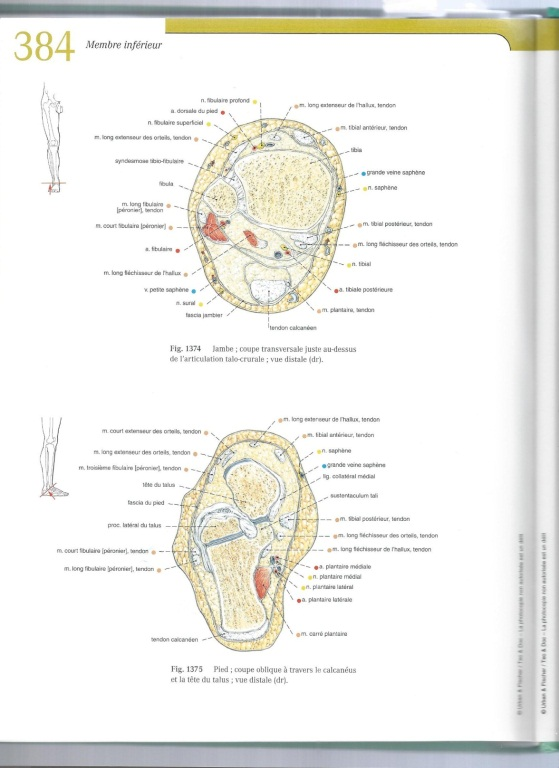 384
Membre inférieur
n. fibulaire profond
a. dorsale du pied
n. fibulaire superficiel
m. long extenseur des orteils, tendon
syndesmose tibio-fibulaire
fibula
m. long fibulaire
[péronier], tendon
m. court fibulaire [péronier]
a. fibulaire
m. long fléchisseur de l'hallux
v. petite saphène
n. sural
fascia jambier
m. long extenseur de l'hallux, tendon
m. tibial antérieur, tendon
tibia
grande veine saphène
n. saphène
m. tibial postérieur, tendon
m. long fléchisseur des orteils, tendon
n. tibial
a. tibiale postérieure
m. plantaire, tendon
tendon calcanéen
Fig. 1374 Jambe ; coupe transversale juste au-dessus
de l'articulation talo-crurale ; vue distale (dr).
m. court extenseur des orteils, tendon
m. long extenseur des orteils, tendon
m. troisième fibulaire [péronier], tendon
tête du talus
fascia du pied
proc. latéral du talus
m. court fibulaire [péronier], tendon
m. long fibulaire [péronier], tendon
tendon calcanéen
m. long extenseur de l'hallux, tendon
m. tibial antérieur, tendon
n. saphène
grande veine saphène
lig. collatéral médial
sustentaculum tali
m. tibial postérieur, tendon
m. long fléchisseur des orteils, tendon
m. long fléchisseur de l'hallux, tendon
a. plantaire médiale
n. plantaire médial
n. plantaire latéral
a. plantaire latérale
m. carré plantaire
Fig. 1375 Pied ; coupe oblique à travers le calcanéus
et la tête du talus ; vue distale (dr).
© Urban & Fischer / Tec & Doc – La photocopie non autorisée est un délit
© Urban & Fischer / Tec & Doc – La photocopie non autorisée est un délit